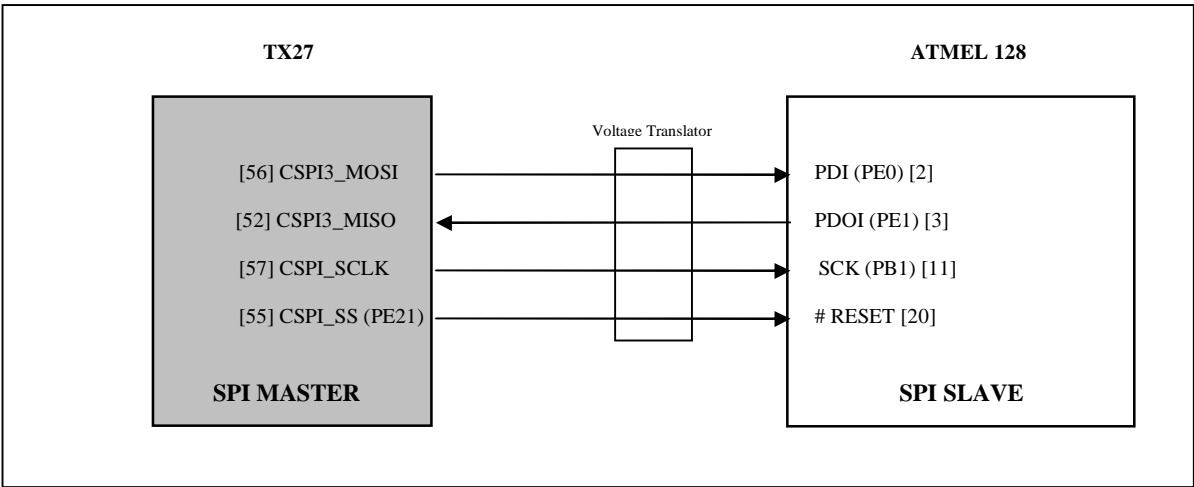 TX27
ATMEL 128
Voltage Translator
[56] CSPI3_MOSI
PDI (PE0) [2]
[52] CSPI3_MISO
PDOI (PE1) [3]
[57] CSPI_SCLK
SCK (PB1) [11]
[55] CSPI_SS (PE21)
# RESET [20]
SPI MASTER
SPI SLAVE